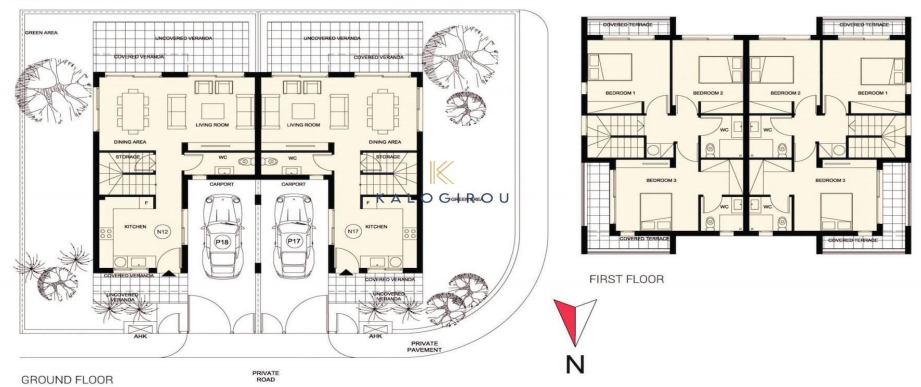 COVERED TERRACE
COVERED TERRACE
GREEN AREA
UNCOVERED VERANDA
UNCOVERED VERANDA
COVERED VERANDA
COVERED VERANDA
BEDROOM 1
BEDROOM 2
BEDROOM 2
BEDROOM 1
LIVING ROOM
LIVING ROOM
DINING AREA
DINING AREA
WC
WC
STORAGE
WC
WC
STORAGE
CARPORT
CARPORT
BEDROOM 3
BEDROOM 3
K
KALOGIROU
GREEN AREA
F
F
WC
WC
KITCHEN
N12
P18
P17
N17
KITCHEN
COVERED TERRACE
COVERED TERRACE
COVERED VERANDA
COVERED VERANDA
FIRST FLOOR
UNCOVERED
VERANDA
UNCOVERED
VERANDA
AHK
AHK
PRIVATE
PAVEMENT
N
PRIVATE
ROAD
GROUND FLOOR